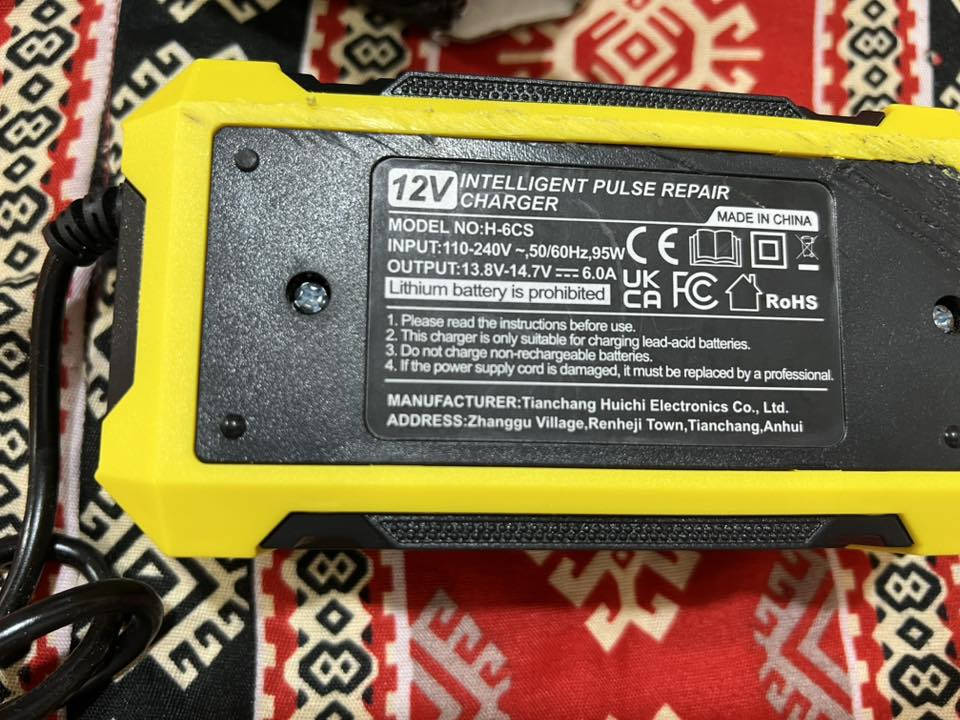 12V INTELLIGENT PULSE REPAIR
CHARGER
MADE IN CHINA
MODEL NO:H-6CS
INPUT:110-240V ~,50/60Hz,95W
OUTPUT:13.8V-14.7V ⎓ 6.0A
Lithium battery is prohibited
CE
UK
CA
FC
RoHS
1. Please read the instructions before use.
2. This charger is only suitable for charging lead-acid batteries.
3. Do not charge non-rechargeable batteries.
4. If the power supply cord is damaged, it must be replaced by a professional.
MANUFACTURER:Tianchang Huichi Electronics Co., Ltd.
ADDRESS:Zhanggu Village,Renheji Town,Tianchang,Anhui